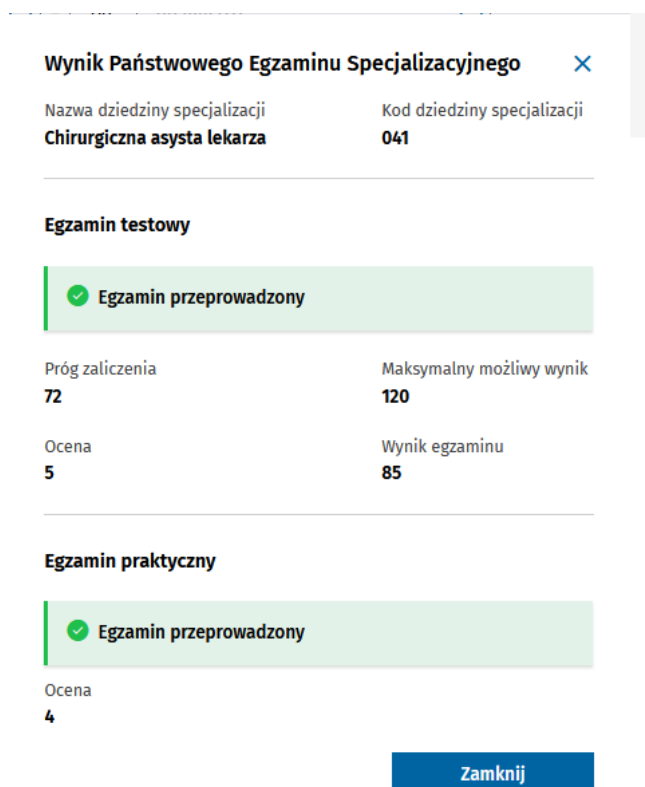 Wynik Państwowego Egzaminu Specjalizacyjnego
Nazwa dziedziny specjalizacji
Kod dziedziny specjalizacji
Chirurgiczna asysta lekarza
041
Egzamin testowy
Egzamin przeprowadzony
Próg zaliczenia
Maksymalny możliwy wynik
72
120
Ocena
Wynik egzaminu
5
85
Egzamin praktyczny
Egzamin przeprowadzony
Ocena
4
Zamknij